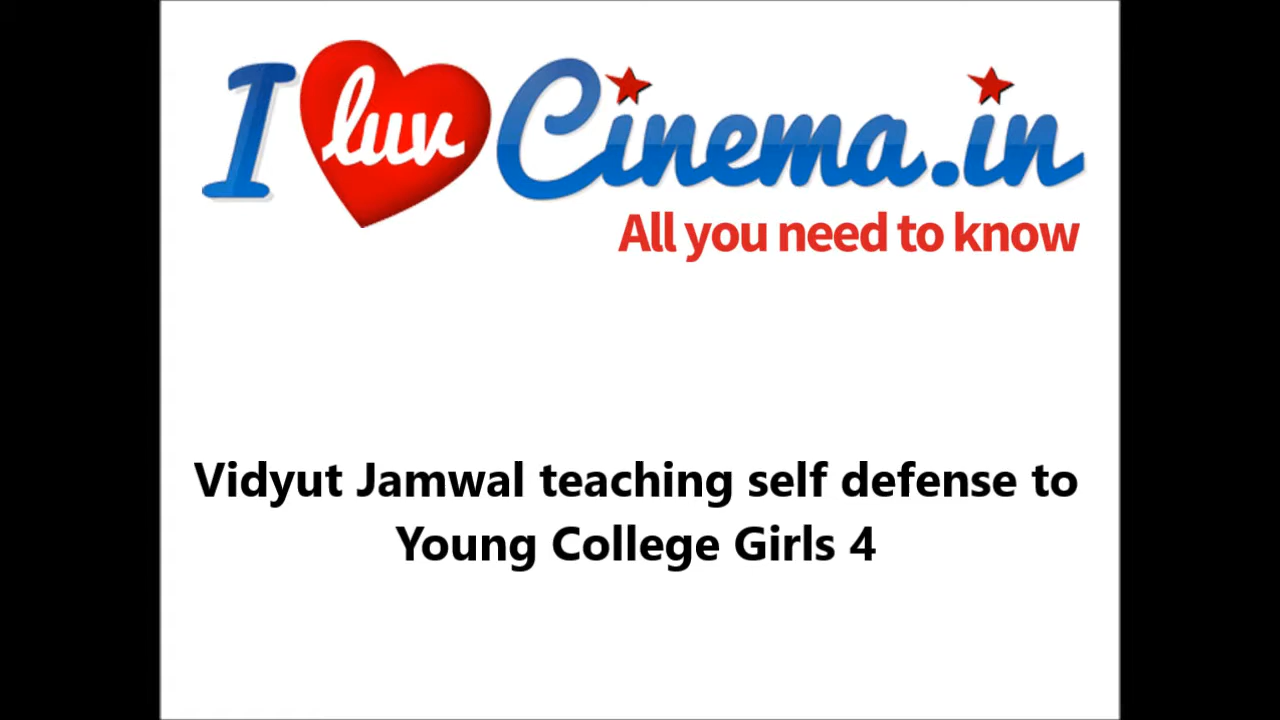 I luv Cinema.in
All you need to know
Vidyut Jamwal teaching self defense to
Young College Girls 4